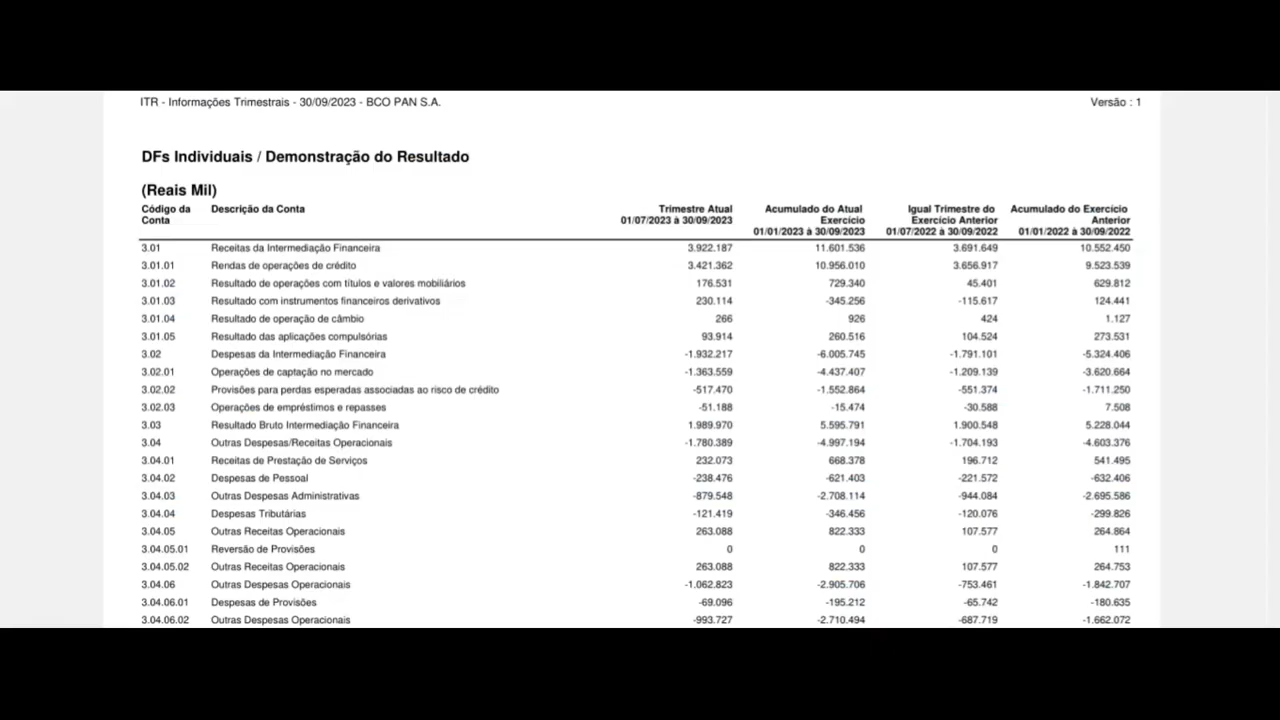 ITR - Informações Trimestrais - 30/09/2023 - BCO PAN S.A. Versão : 1
DFs Individuais / Demonstração do Resultado
(Reais Mil)
Código da Conta Descrição da Conta Trimestre Atual 01/07/2023 à 30/09/2023 Acumulado do Atual Exercício 01/01/2023 à 30/09/2023 Igual Trimestre do Exercício Anterior 01/07/2022 à 30/09/2022 Acumulado do Exercício Anterior 01/01/2022 à 30/09/2022
3.01 Receitas da Intermediação Financeira 3.922.187 11.601.536 3.691.649 10.552.450
3.01.01 Rendas de operações de crédito 3.421.362 10.956.010 3.656.917 9.523.539
3.01.02 Resultado de operações com títulos e valores mobiliários 176.531 729.340 45.401 629.812
3.01.03 Resultado com instrumentos financeiros derivativos 230.114 -345.256 -115.617 124.441
3.01.04 Resultado de operação de câmbio 266 926 424 1.127
3.01.05 Resultado das aplicações compulsórias 93.914 260.516 104.524 273.531
3.02 Despesas da Intermediação Financeira -1.932.217 -6.005.745 -1.791.101 -5.324.406
3.02.01 Operações de captação no mercado -1.363.559 -4.437.407 -1.209.139 -3.620.664
3.02.02 Provisões para perdas esperadas associadas ao risco de crédito -517.470 -1.552.864 -551.374 -1.711.250
3.02.03 Operações de empréstimos e repasses -51.188 -15.474 -30.588 7.508
3.03 Resultado Bruto Intermediação Financeira 1.989.970 5.595.791 1.900.548 5.228.044
3.04 Outras Despesas/Receitas Operacionais -1.780.389 -4.997.194 -1.704.193 -4.603.376
3.04.01 Receitas de Prestação de Serviços 232.073 668.378 196.712 541.495
3.04.02 Despesas de Pessoal -238.476 -621.403 -221.572 -632.406
3.04.03 Outras Despesas Administrativas -879.548 -2.708.114 -944.084 -2.695.586
3.04.04 Despesas Tributárias -121.419 -346.456 -120.076 -299.826
3.04.05 Outras Receitas Operacionais 263.088 822.333 107.577 264.864
3.04.05.01 Reversão de Provisões 0 0 0 111
3.04.05.02 Outras Receitas Operacionais 263.088 822.333 107.577 264.753
3.04.06 Outras Despesas Operacionais -1.062.823 -2.905.706 -753.461 -1.842.707
3.04.06.01 Despesas de Provisões -69.096 -195.212 -65.742 -180.635
3.04.06.02 Outras Despesas Operacionais -993.727 -2.710.494 -687.719 -1.662.072